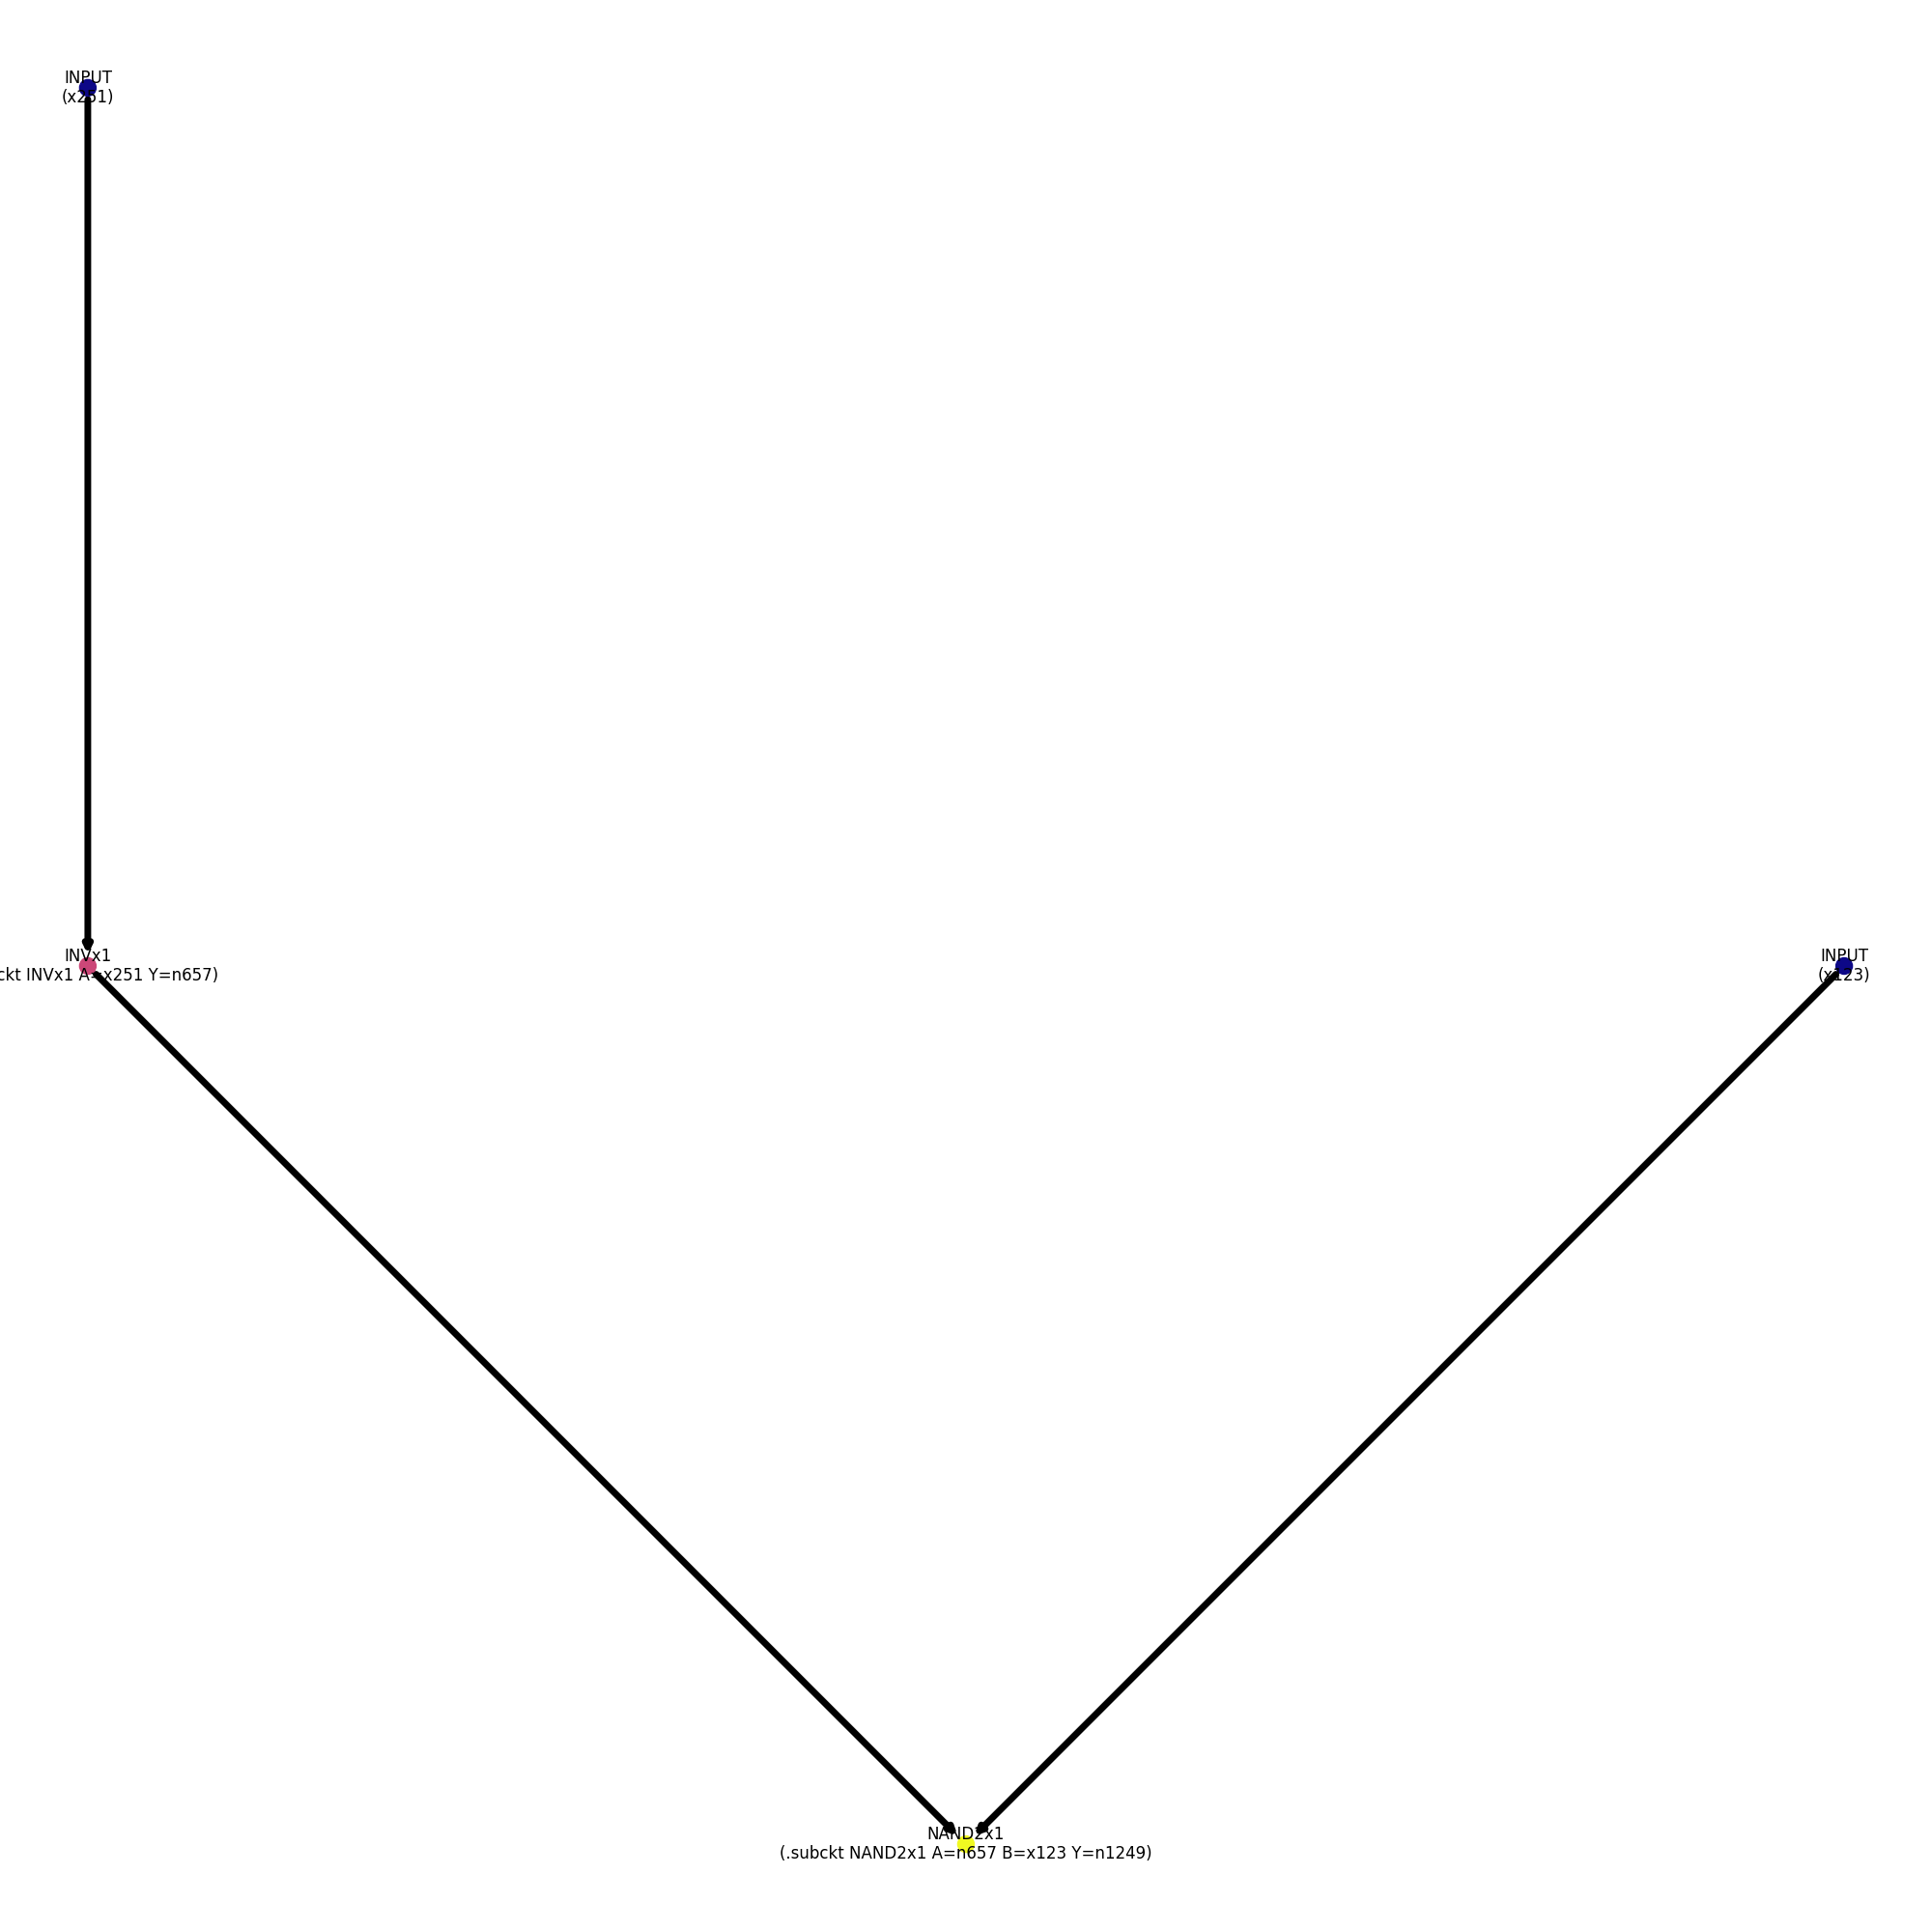 INPUT
(x251)
INVx1
ckt INVx1 A=x251 Y=n657)
INPUT
(x123)
NAND2x1
(.subckt NAND2x1 A=n657 B=x123 Y=n1249)